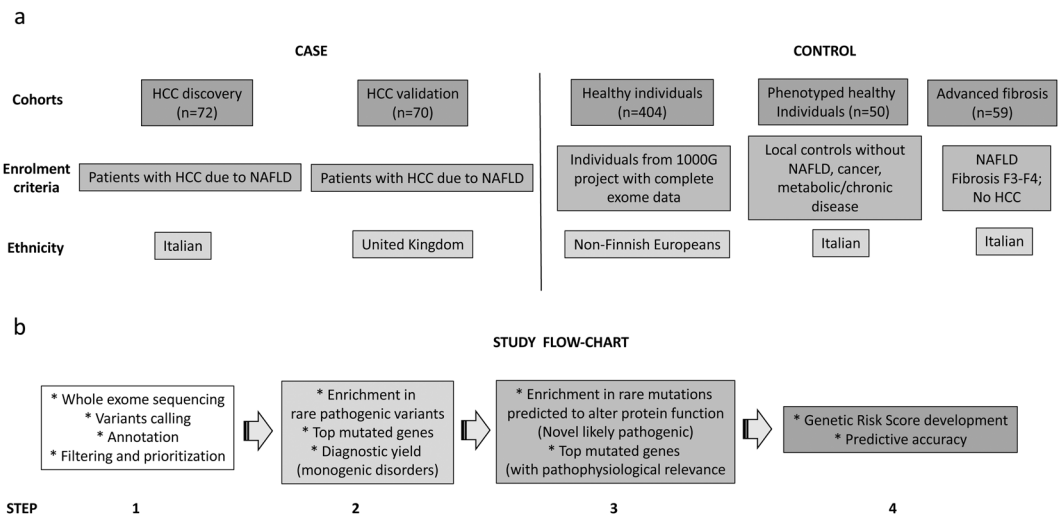 a
CASE
CONTROL
Cohorts
HCC discovery
(n=72)
HCC validation
(n=70)
Healthy individuals
(n=404)
Phenotyped healthy
Individuals (n=50)
Advanced fibrosis
(n=59)
Enrolment
criteria
Patients with HCC due to NAFLD
Patients with HCC due to NAFLD
Individuals from 1000G
project with complete
exome data
Local controls without
NAFLD, cancer,
metabolic/chronic
disease
NAFLD
Fibrosis F3-F4;
No HCC
Ethnicity
Italian
United Kingdom
Non-Finnish Europeans
Italian
Italian
b
STUDY FLOW-CHART
* Whole exome sequencing
* Variants calling
* Annotation
* Filtering and prioritization
* Enrichment in
rare pathogenic variants
* Top mutated genes
* Diagnostic yield
(monogenic disorders)
* Enrichment in rare mutations
predicted to alter protein function
(Novel likely pathogenic)
* Top mutated genes
(with pathophysiological relevance
* Genetic Risk Score development
* Predictive accuracy
STEP 1 2 3 4